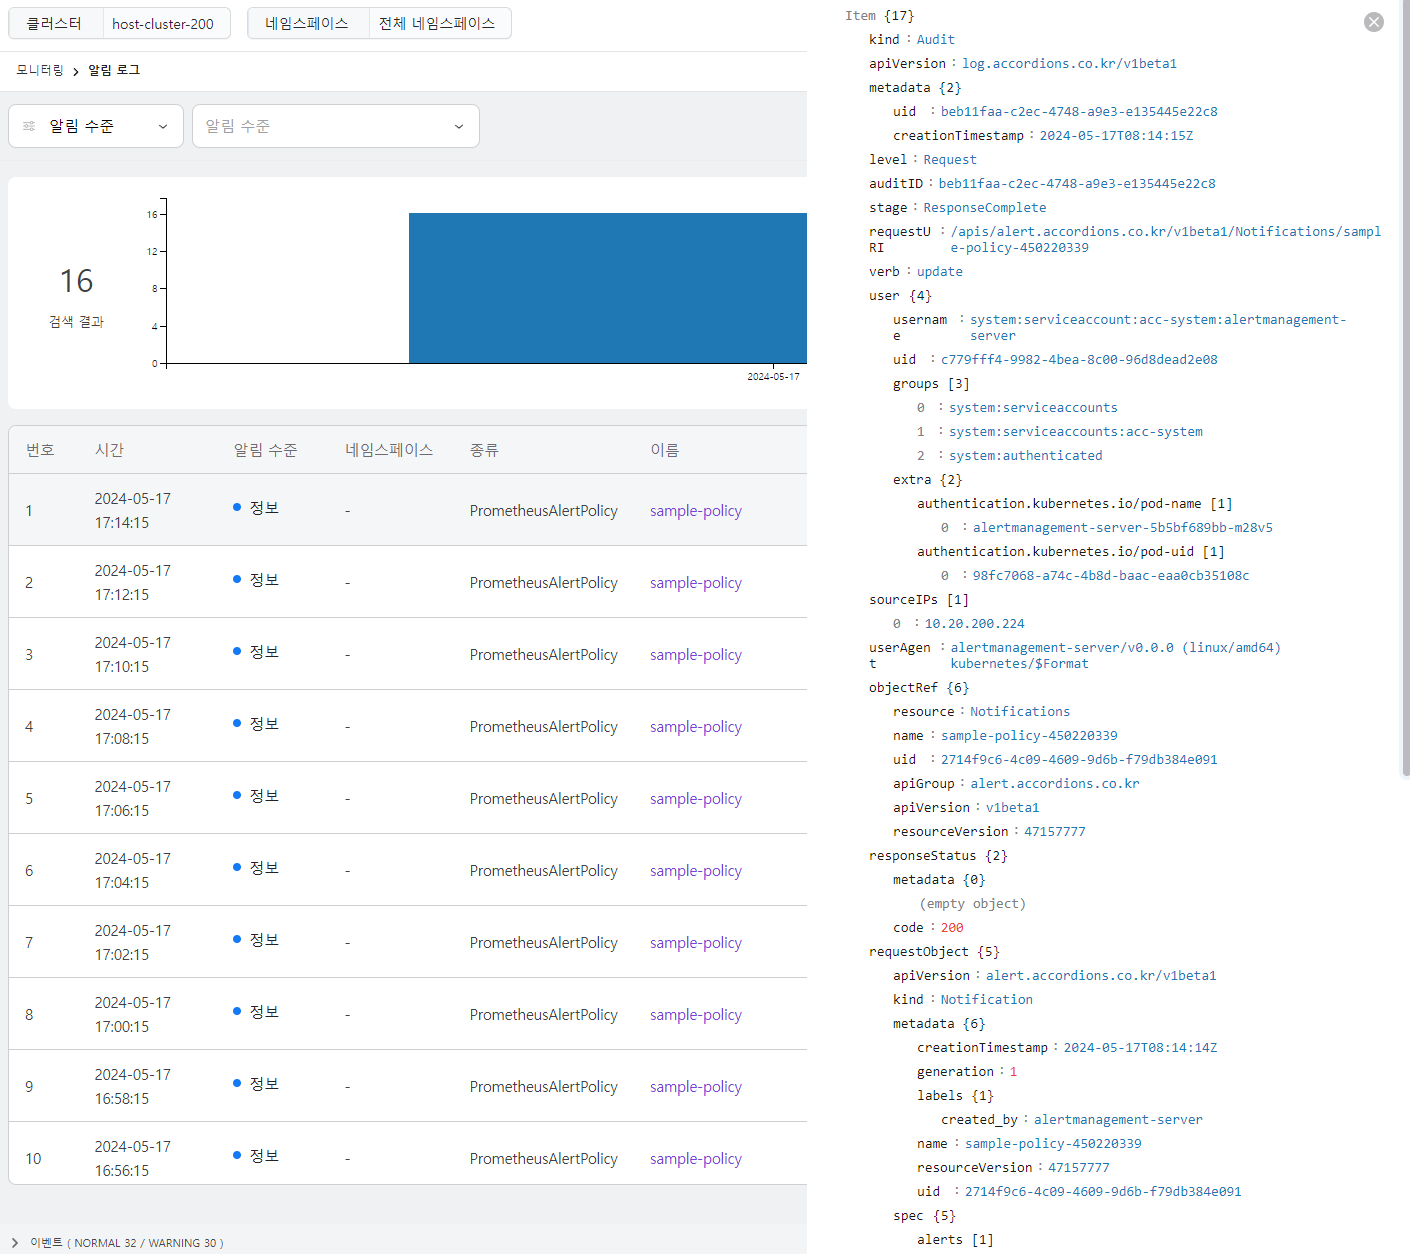 클러스터 host-cluster-200 네임스페이스 전체 네임스페이스
모니터링 알림 로그
알림 수준 알림 수준
16
검색 결과
16
12
8
4
0
2024-05-17
번호 시간 알림 수준 네임스페이스 종류 이름
1 2024-05-17 17:14:15 정보 - PrometheusAlertPolicy sample-policy
2 2024-05-17 17:12:15 정보 - PrometheusAlertPolicy sample-policy
3 2024-05-17 17:10:15 정보 - PrometheusAlertPolicy sample-policy
4 2024-05-17 17:08:15 정보 - PrometheusAlertPolicy sample-policy
5 2024-05-17 17:06:15 정보 - PrometheusAlertPolicy sample-policy
6 2024-05-17 17:04:15 정보 - PrometheusAlertPolicy sample-policy
7 2024-05-17 17:02:15 정보 - PrometheusAlertPolicy sample-policy
8 2024-05-17 17:00:15 정보 - PrometheusAlertPolicy sample-policy
9 2024-05-17 16:58:15 정보 - PrometheusAlertPolicy sample-policy
10 2024-05-17 16:56:15 정보 - PrometheusAlertPolicy sample-policy
이벤트 ( NORMAL 32 / WARNING 30 )
Item {17}
kind : Audit
apiVersion : log.accordions.co.kr/v1beta1
metadata {2}
uid : beb11faa-c2ec-4748-a9e3-e135445e22c8
creationTimestamp : 2024-05-17T08:14:15Z
level : Request
auditID : beb11faa-c2ec-4748-a9e3-e135445e22c8
stage : ResponseComplete
requestURI : /apis/alert.accordions.co.kr/v1beta1/Notifications/sample-policy-450220339
verb : update
user {4}
username : system:serviceaccount:acc-system:alertmanagement-server
uid : c779fff4-9982-4bea-8c00-96d8dead2e08
groups [3]
0 : system:serviceaccounts
1 : system:serviceaccounts:acc-system
2 : system:authenticated
extra {2}
authentication.kubernetes.io/pod-name [1]
0 : alertmanagement-server-5b5bf689bb-m28v5
authentication.kubernetes.io/pod-uid [1]
0 : 98fc7068-a74c-4b8d-baac-eaa0cb35108c
sourceIPs [1]
0 : 10.20.200.224
userAgent : alertmanagement-server/v0.0.0 (linux/amd64) kubernetes/$Format
objectRef {6}
resource : Notifications
name : sample-policy-450220339
uid : 2714f9c6-4c09-4609-9d6b-f79db384e091
apiGroup : alert.accordions.co.kr
apiVersion : v1beta1
resourceVersion : 47157777
responseStatus {2}
metadata {0}
(empty object)
code : 200
requestObject {5}
apiVersion : alert.accordions.co.kr/v1beta1
kind : Notification
metadata {6}
creationTimestamp : 2024-05-17T08:14:14Z
generation : 1
labels {1}
created_by : alertmanagement-server
name : sample-policy-450220339
resourceVersion : 47157777
uid : 2714f9c6-4c09-4609-9d6b-f79db384e091
spec {5}
alerts [1]